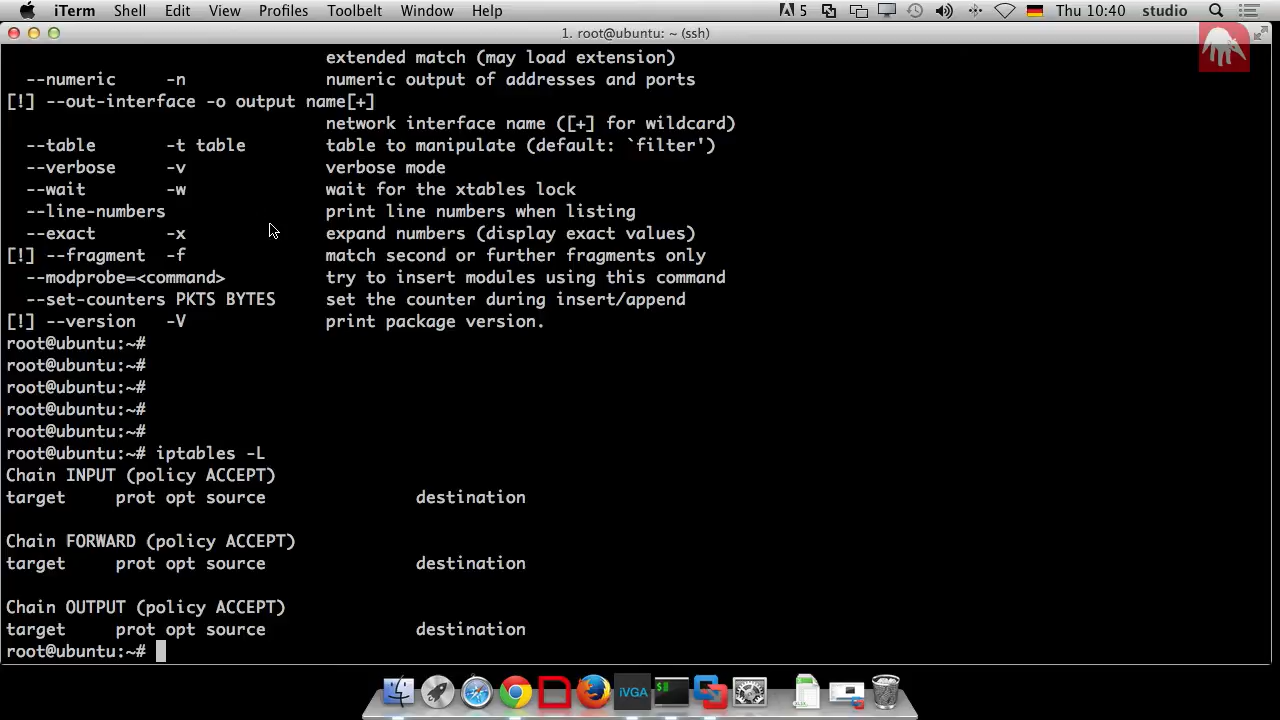 iTerm Shell Edit View Profiles Toolbelt Window Help 5 Thu 10:40 studio
1. root@ubuntu: ~ (ssh)
extended match (may load extension)
--numeric -n numeric output of addresses and ports
[!] --out-interface -o output name[+]
network interface name ([+] for wildcard)
--table -t table table to manipulate (default: `filter')
--verbose -v verbose mode
--wait -w wait for the xtables lock
--line-numbers print line numbers when listing
--exact -x expand numbers (display exact values)
[!] --fragment -f match second or further fragments only
--modprobe=<command> try to insert modules using this command
--set-counters PKTS BYTES set the counter during insert/append
[!] --version -V print package version.
root@ubuntu:~#
root@ubuntu:~#
root@ubuntu:~#
root@ubuntu:~#
root@ubuntu:~#
root@ubuntu:~# iptables -L
Chain INPUT (policy ACCEPT)
target prot opt source destination
Chain FORWARD (policy ACCEPT)
target prot opt source destination
Chain OUTPUT (policy ACCEPT)
target prot opt source destination
root@ubuntu:~#
iVGA